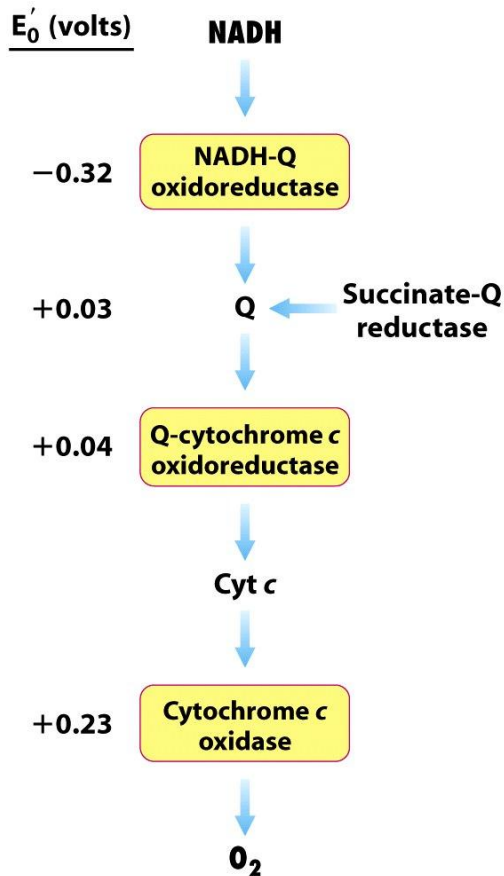 E₀′ (volts)
NADH
−0.32
NADH-Q
oxidoreductase
+0.03
Q
Succinate-Q
reductase
+0.04
Q-cytochrome c
oxidoreductase
Cyt c
+0.23
Cytochrome c
oxidase
O₂